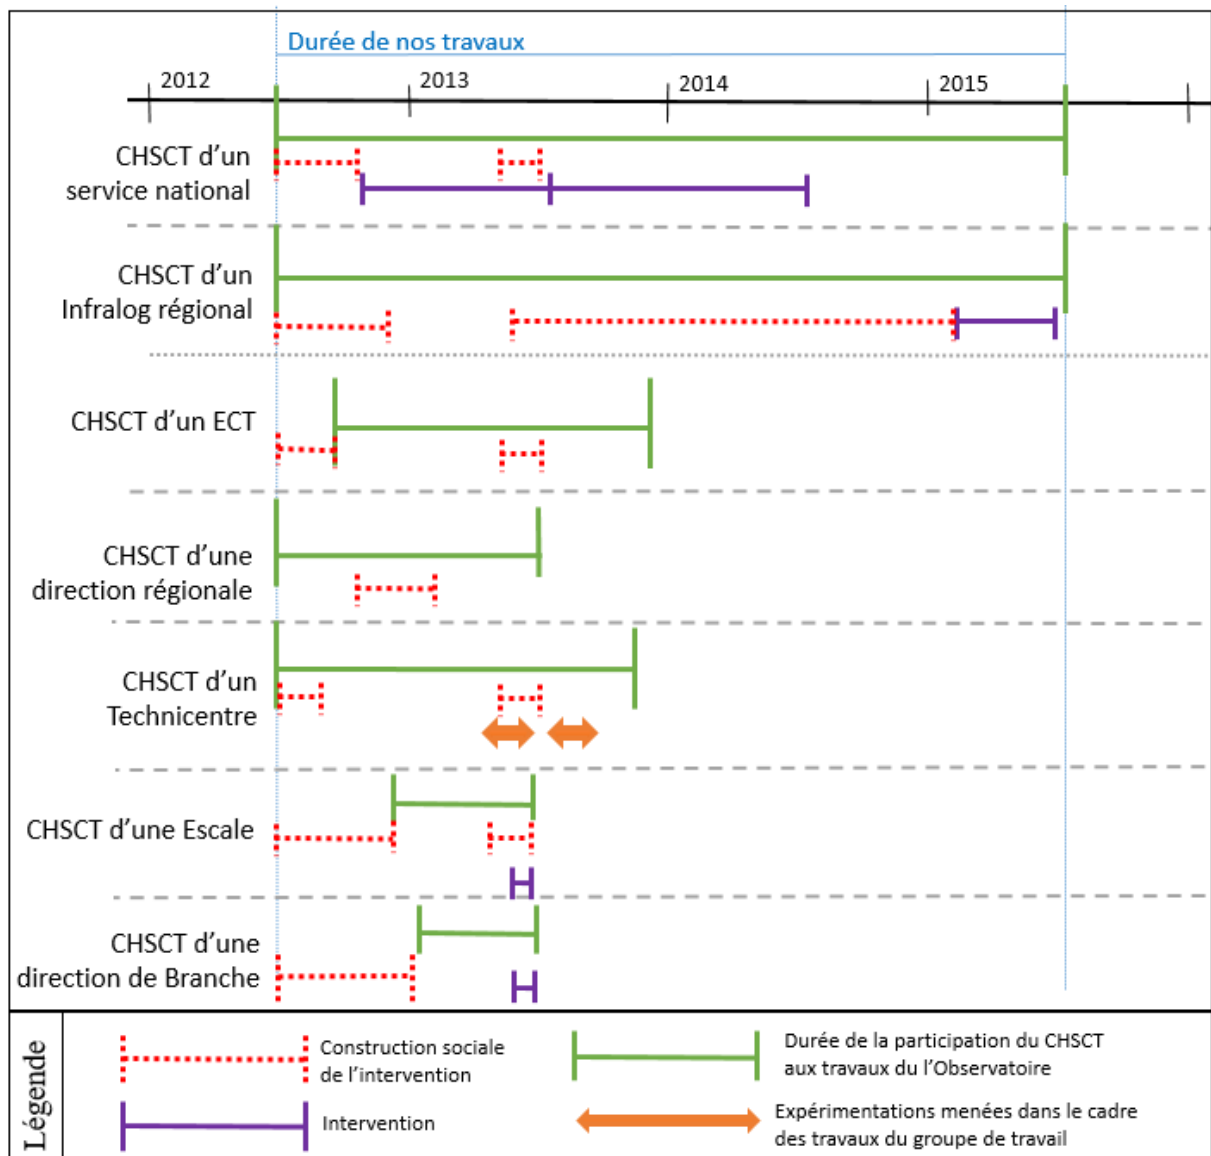 Durée de nos travaux
2012
2013
2014
2015
CHSCT d'un
service national
CHSCT d'un
Infralog régional
CHSCT d'un ECT
CHSCT d'une
direction régionale
CHSCT d'un
Technicentre
CHSCT d'une Escale
CHSCT d'une
direction de Branche
Légende
Construction sociale
de l'intervention
Intervention
Durée de la participation du CHSCT
aux travaux du l'Observatoire
Expérimentations menées dans le cadre
des travaux du groupe de travail